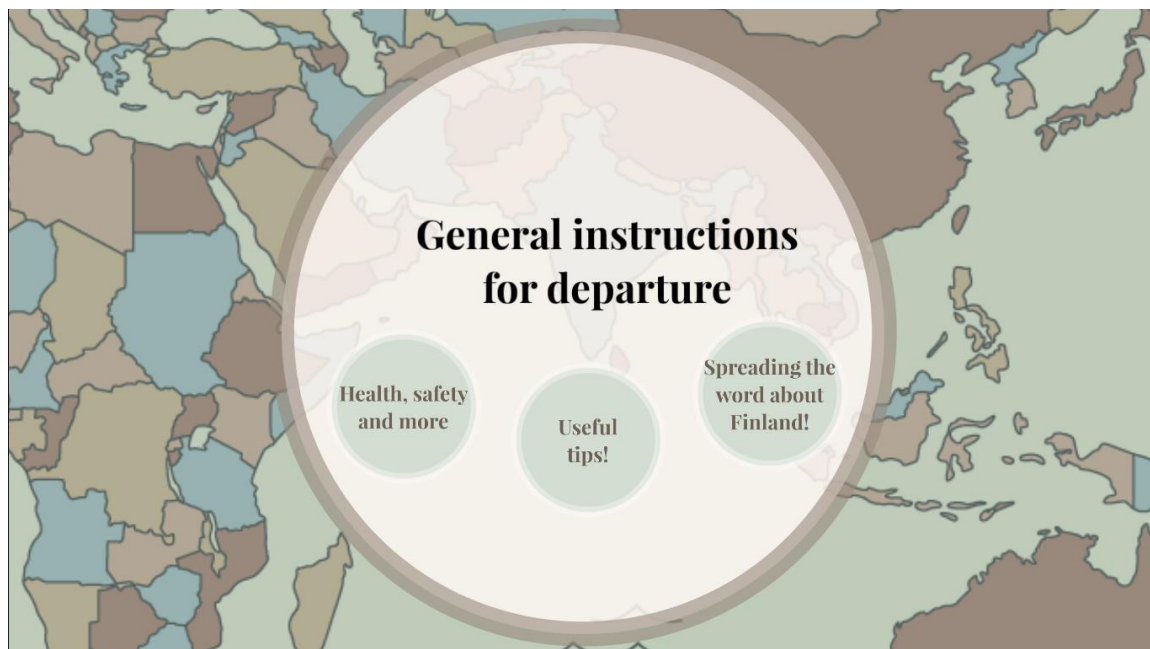 General instructions
for departure
Health, safety
and more
Useful
tips!
Spreading the
word about
Finland!